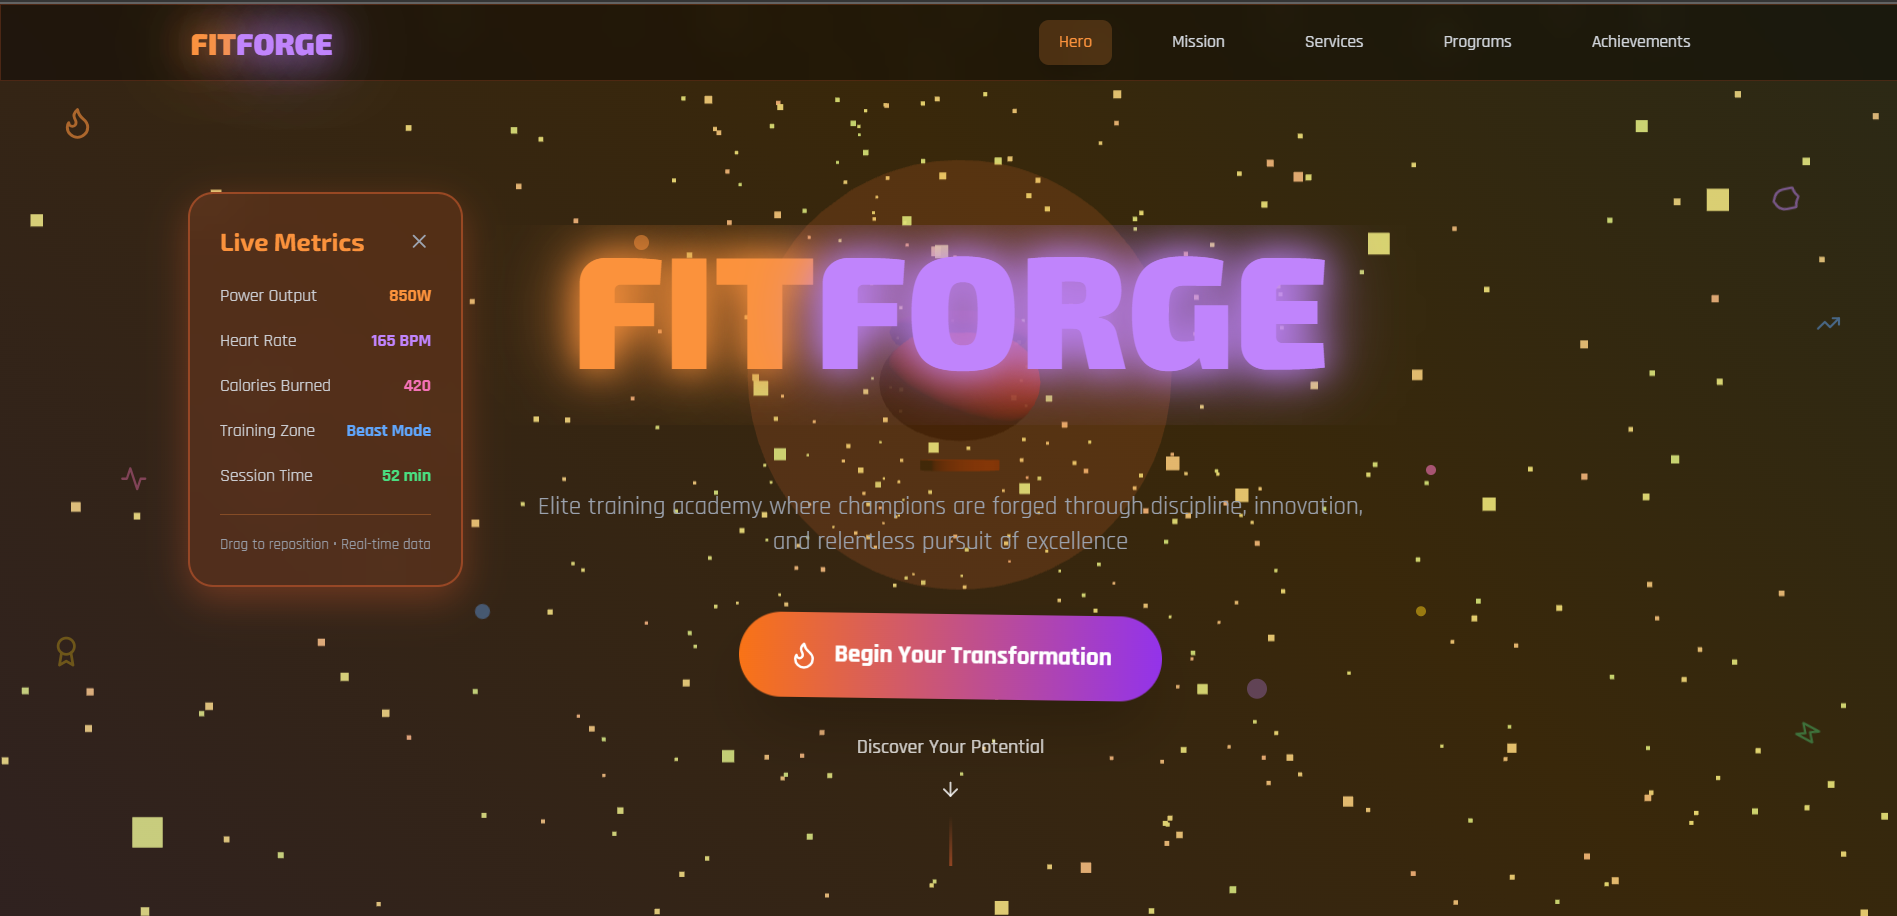 FITFORGE
Hero
Mission
Services
Programs
Achievements
Live Metrics
Power Output 850W
Heart Rate 165 BPM
Calories Burned 420
Training Zone Beast Mode
Session Time 52 min
Drag to reposition • Real-time data
FITFORGE
Elite training academy where champions are forged through discipline, innovation,
and relentless pursuit of excellence
Begin Your Transformation
Discover Your Potential